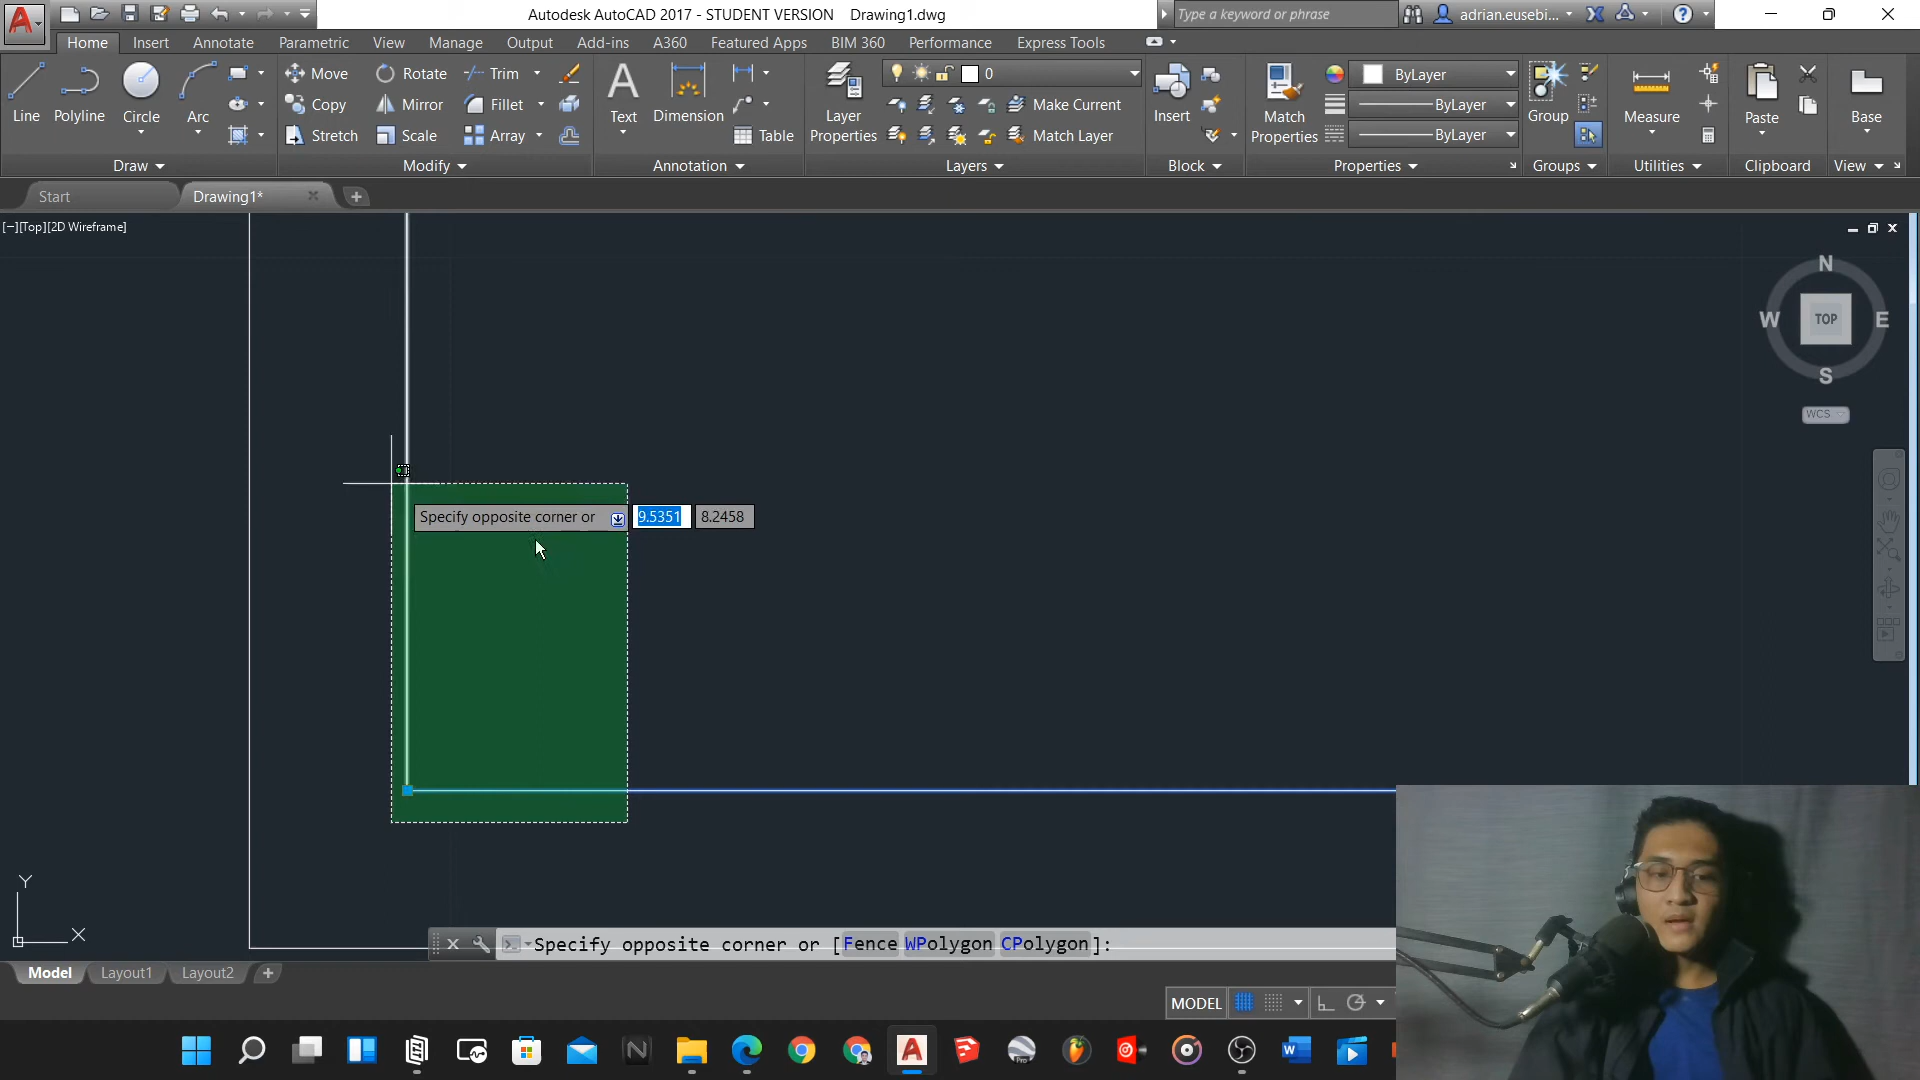 Autodesk AutoCAD 2017 - STUDENT VERSION Drawing1.dwg
Type a keyword or phrase
adrian.eusebi...
Home Insert Annotate Parametric View Manage Output Add-ins A360 Featured Apps BIM 360 Performance Express Tools
Line
Polyline
Circle
Arc
Draw
Move Rotate Trim
Copy Mirror Fillet
Stretch Scale Array
Modify
Text
Dimension
Table
Annotation
Layer Properties
0
Make Current
Match Layer
Layers
Insert
Block
Match Properties
ByLayer
ByLayer
ByLayer
Properties
Group
Groups
Measure
Utilities
Paste
Clipboard
Base
View
Start Drawing1*
[−][Top][2D Wireframe]
N
W TOP E
S
WCS
Specify opposite corner or 9.5351 8.2458
Y
X
Specify opposite corner or [Fence WPolygon CPolygon]:
Model Layout1 Layout2
MODEL